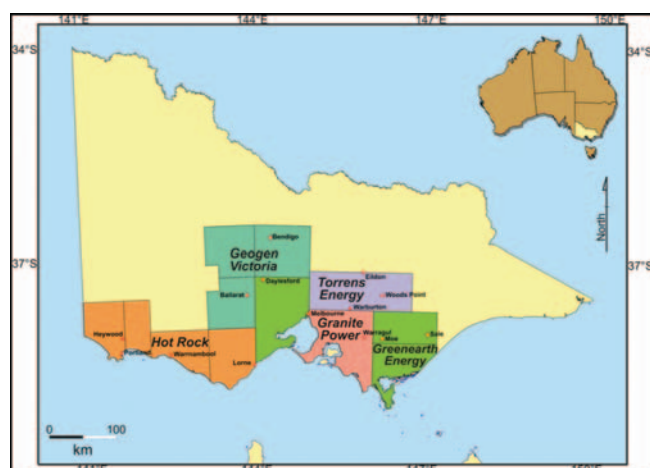 141°E 144°E 147°E 150°E
34°S 34°S
North
Bendigo
Geogen
Victoria
37°S 37°S
Eildon
Daylesford
Torrens
Energy
Woods Point
Ballarat
Warburton
Melbourne
Granite
Power
Heywood
Hot Rock
Warragul
Sale
Moe
Portland
Warrnambool
Greenearth
Energy
Lorne
0 100
km